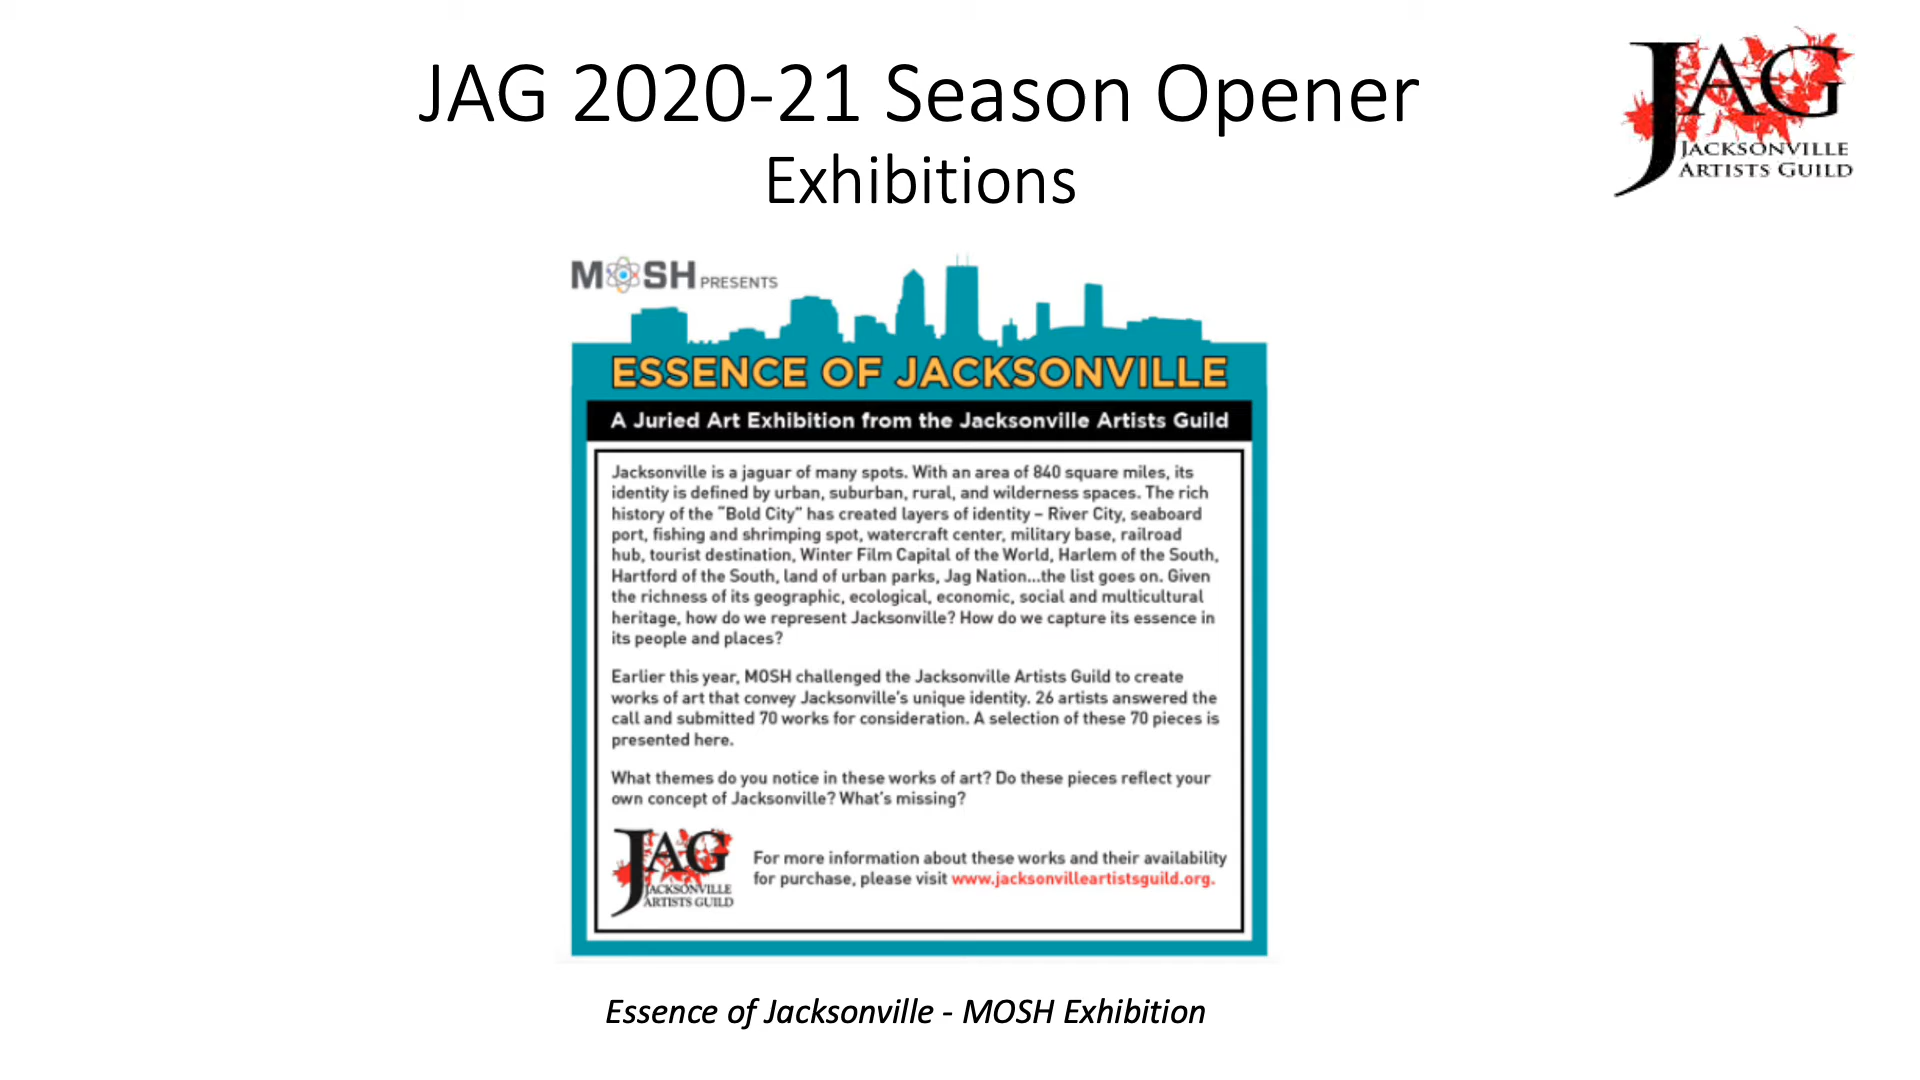 JAG 2020-21 Season Opener
Exhibitions
JAG
JACKSONVILLE
ARTISTS GUILD
MOSH PRESENTS
ESSENCE OF JACKSONVILLE
A Juried Art Exhibition from the Jacksonville Artists Guild
Jacksonville is a jaguar of many spots. With an area of 840 square miles, its
identity is defined by urban, suburban, rural, and wilderness spaces. The rich
history of the "Bold City" has created layers of identity – River City, seaboard
port, fishing and shrimping spot, watercraft center, military base, railroad
hub, tourist destination, Winter Film Capital of the World, Harlem of the South,
Hartford of the South, land of urban parks, Jag Nation...the list goes on. Given
the richness of its geographic, ecological, economic, social and multicultural
heritage, how do we represent Jacksonville? How do we capture its essence in
its people and places?
Earlier this year, MOSH challenged the Jacksonville Artists Guild to create
works of art that convey Jacksonville's unique identity. 26 artists answered the
call and submitted 70 works for consideration. A selection of these 70 pieces is
presented here.
What themes do you notice in these works of art? Do these pieces reflect your
own concept of Jacksonville? What's missing?
JAG
JACKSONVILLE
ARTISTS GUILD
For more information about these works and their availability
for purchase, please visit www.jacksonvilleartistsguild.org.
Essence of Jacksonville - MOSH Exhibition